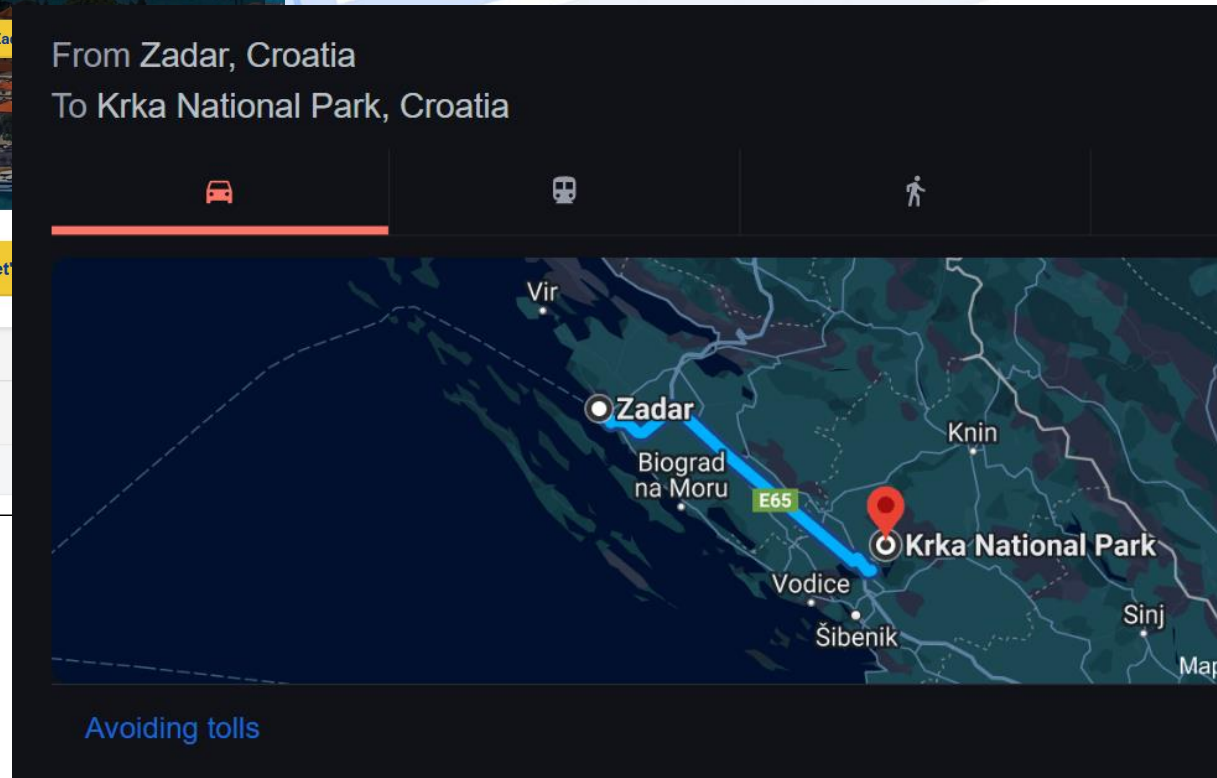 From Zadar, Croatia
To Krka National Park, Croatia
Vir
Zadar
Knin
Biograd
na Moru
E65
Krka National Park
Vodice
Šibenik
Sinj
Map
Avoiding tolls